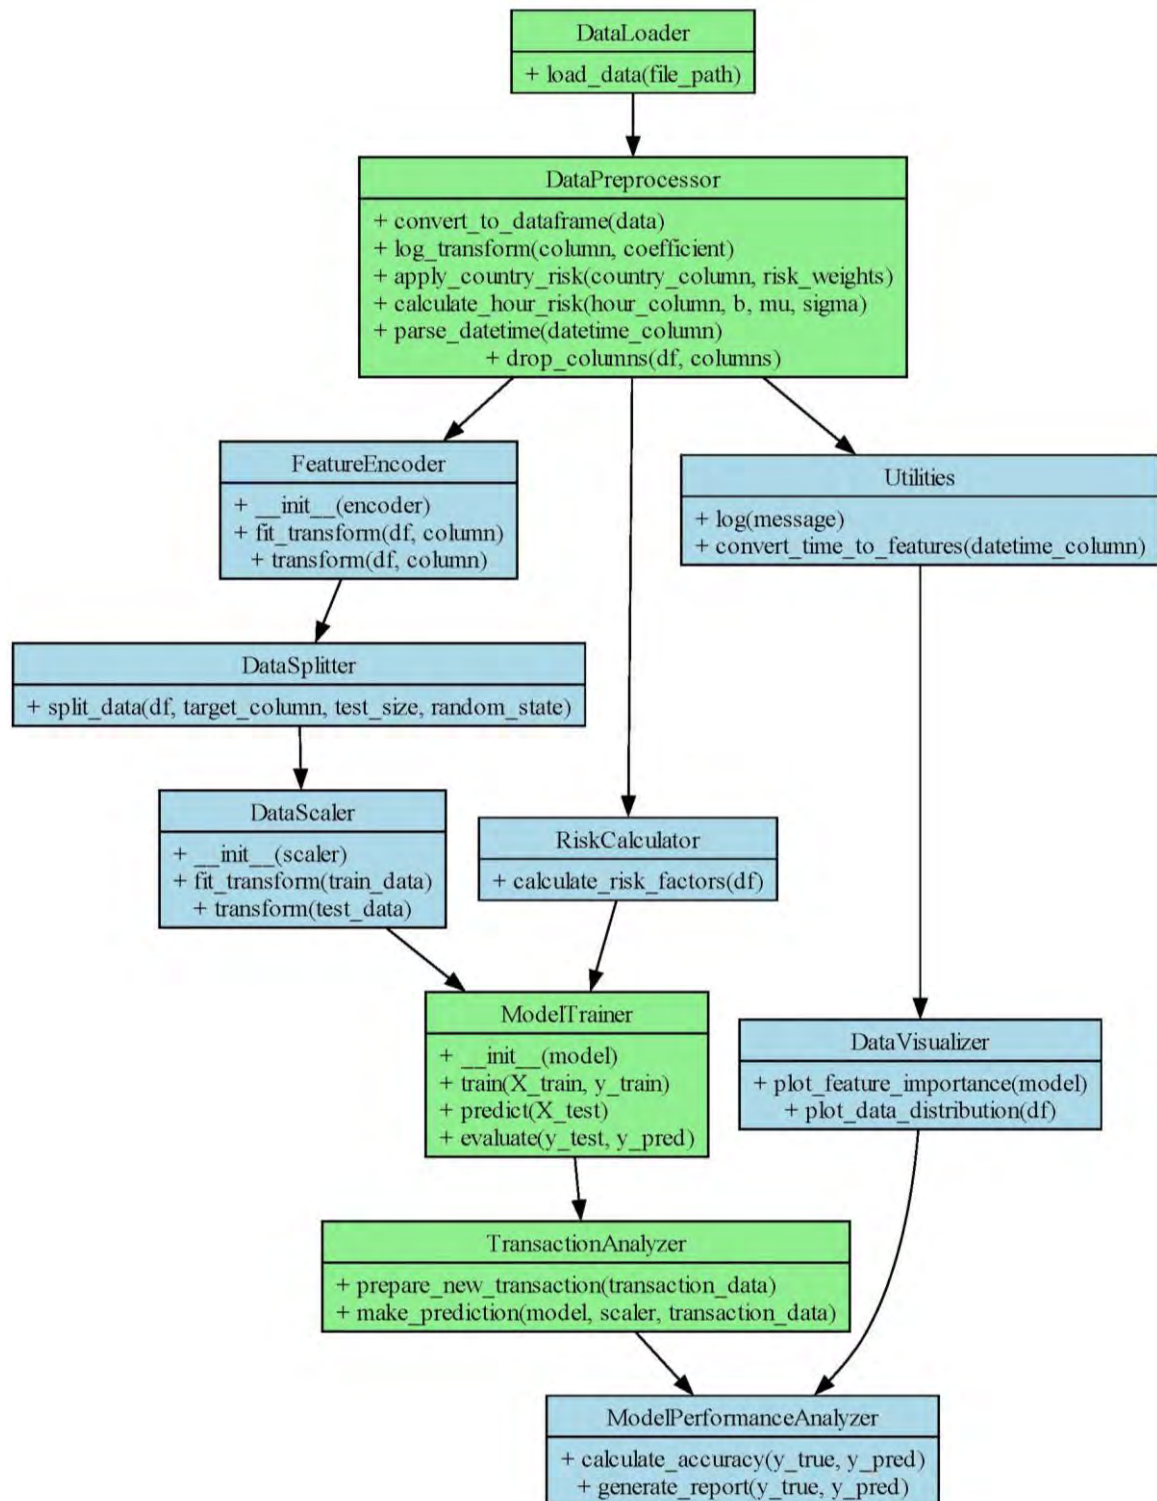 DataLoader
+ load_data(file_path)
DataPreprocessor
+ convert_to_dataframe(data)
+ log_transform(column, coefficient)
+ apply_country_risk(country_column, risk_weights)
+ calculate_hour_risk(hour_column, b, mu, sigma)
+ parse_datetime(datetime_column)
+ drop_columns(df, columns)
FeatureEncoder
+ __init__(encoder)
+ fit_transform(df, column)
+ transform(df, column)
Utilities
+ log(message)
+ convert_time_to_features(datetime_column)
DataSplitter
+ split_data(df, target_column, test_size, random_state)
DataScaler
+ __init__(scaler)
+ fit_transform(train_data)
+ transform(test_data)
RiskCalculator
+ calculate_risk_factors(df)
ModelTrainer
+ __init__(model)
+ train(X_train, y_train)
+ predict(X_test)
+ evaluate(y_test, y_pred)
DataVisualizer
+ plot_feature_importance(model)
+ plot_data_distribution(df)
TransactionAnalyzer
+ prepare_new_transaction(transaction_data)
+ make_prediction(model, scaler, transaction_data)
ModelPerformanceAnalyzer
+ calculate_accuracy(y_true, y_pred)
+ generate_report(y_true, y_pred)